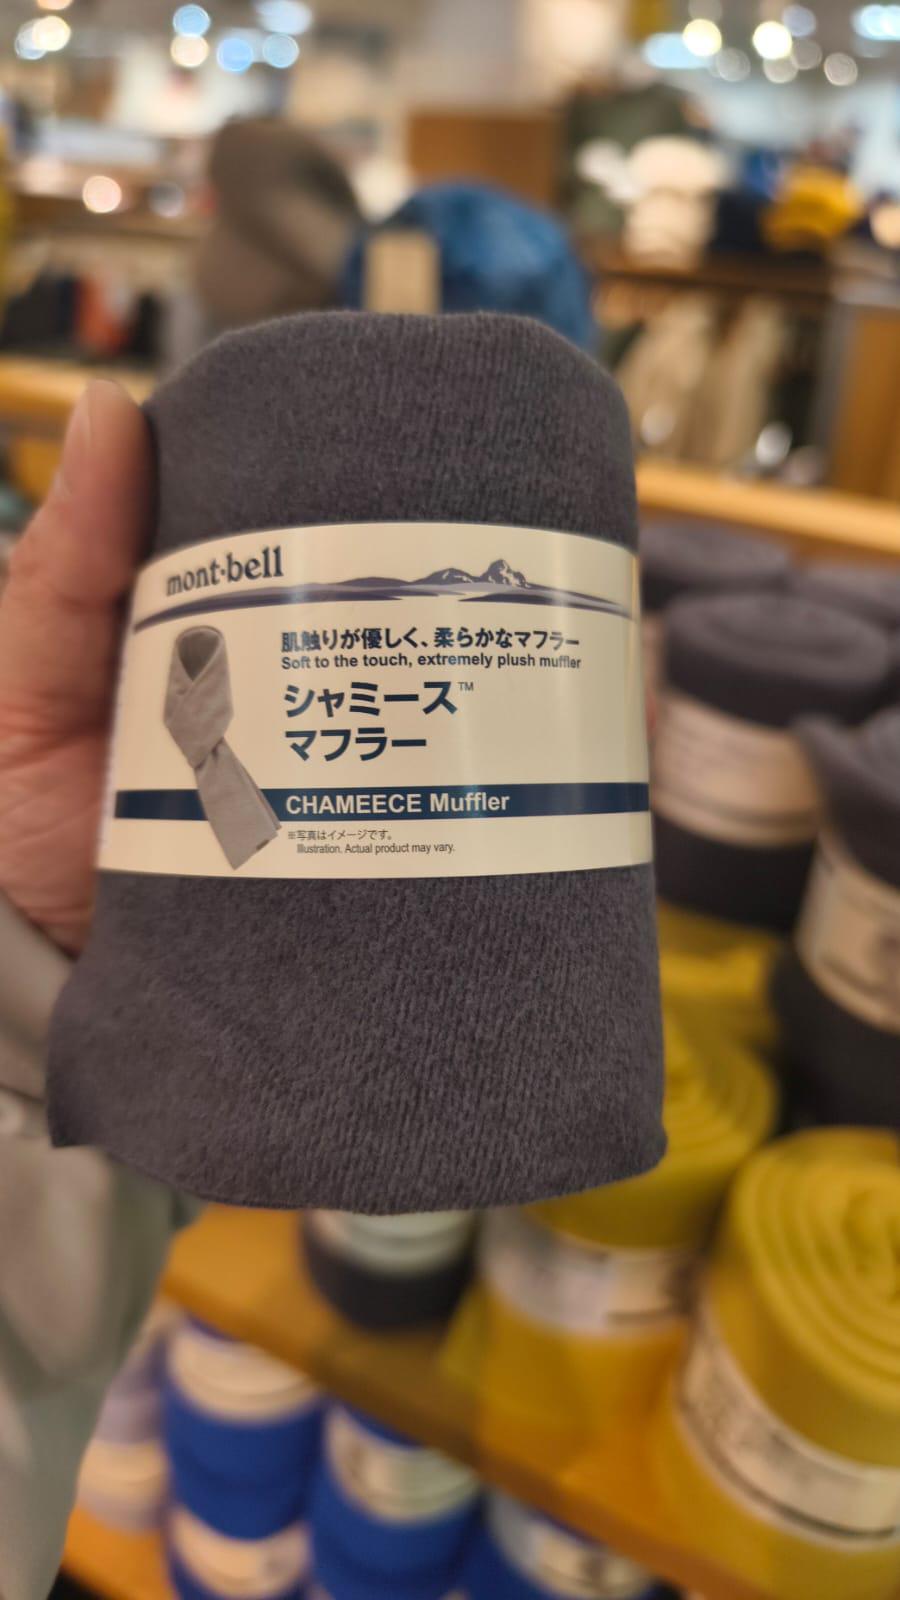 mont·bell
肌触りが優しく、柔らかなマフラー
Soft to the touch, extremely plush muffler
シャミース™
マフラー
CHAMEECE Muffler
※写真はイメージです。
Illustration. Actual product may vary.